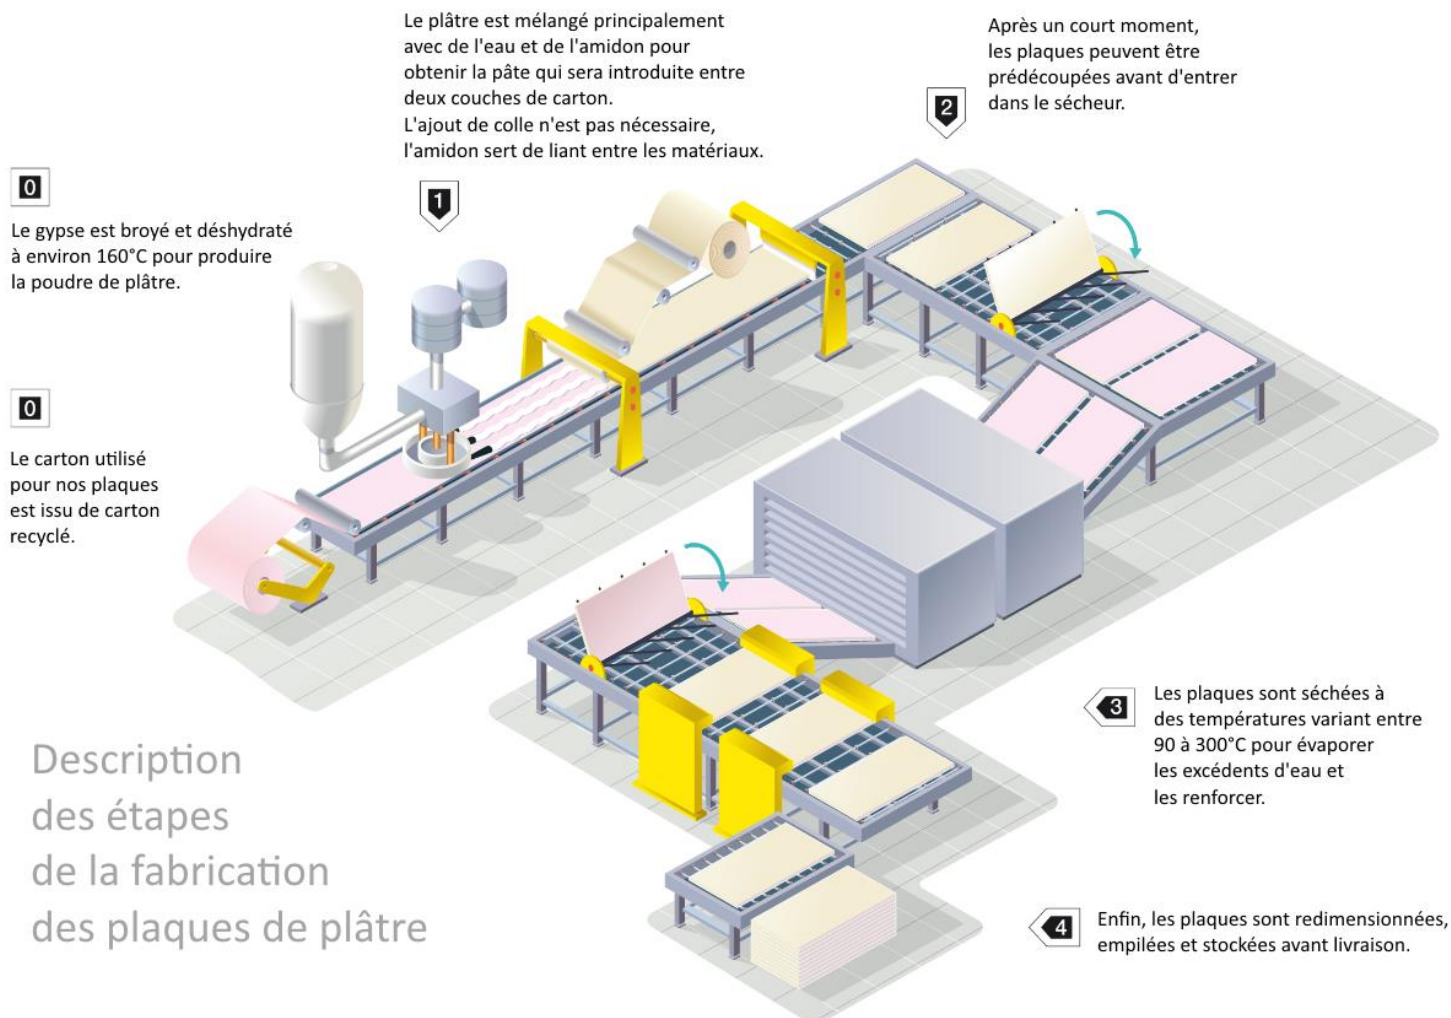 Le plâtre est mélangé principalement
avec de l'eau et de l'amidon pour
obtenir la pâte qui sera introduite entre
deux couches de carton.
L'ajout de colle n'est pas nécessaire,
l'amidon sert de liant entre les matériaux.
1
Après un court moment,
les plaques peuvent être
prédécoupées avant d'entrer
dans le sécheur.
2
0
Le gypse est broyé et déshydraté
à environ 160°C pour produire
la poudre de plâtre.
0
Le carton utilisé
pour nos plaques
est issu de carton
recyclé.
3
Les plaques sont séchées à
des températures variant entre
90 à 300°C pour évaporer
les excédents d'eau et
les renforcer.
Description
des étapes
de la fabrication
des plaques de plâtre
4
Enfin, les plaques sont redimensionnées,
empilées et stockées avant livraison.